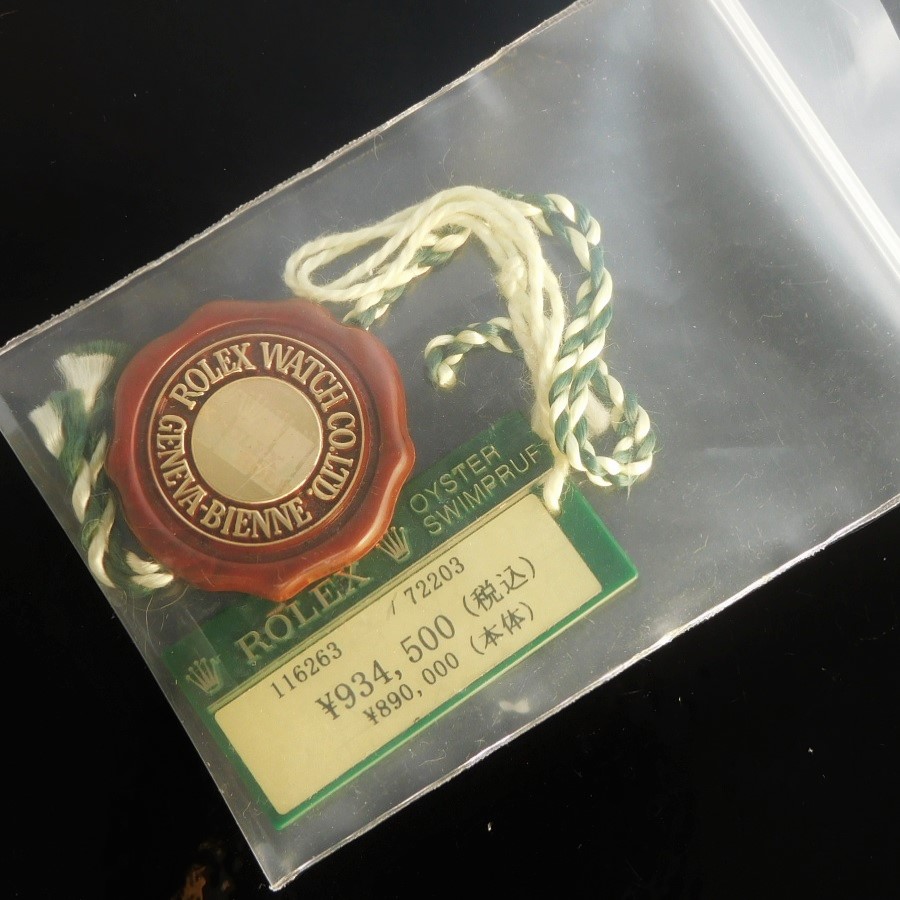 ROLEX WATCH CO.LTD.
GENEVA-BIENNE
ROLEX
OYSTER
SWIMPRUF
116263 / 72203
¥934,500 (税込)
¥890,000 (本体)